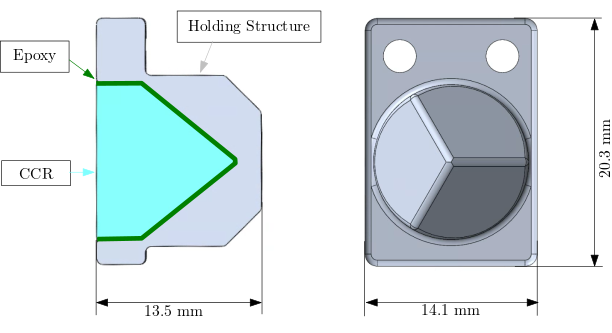 Holding Structure
Epoxy
CCR
20.3 mm
13.5 mm
14.1 mm